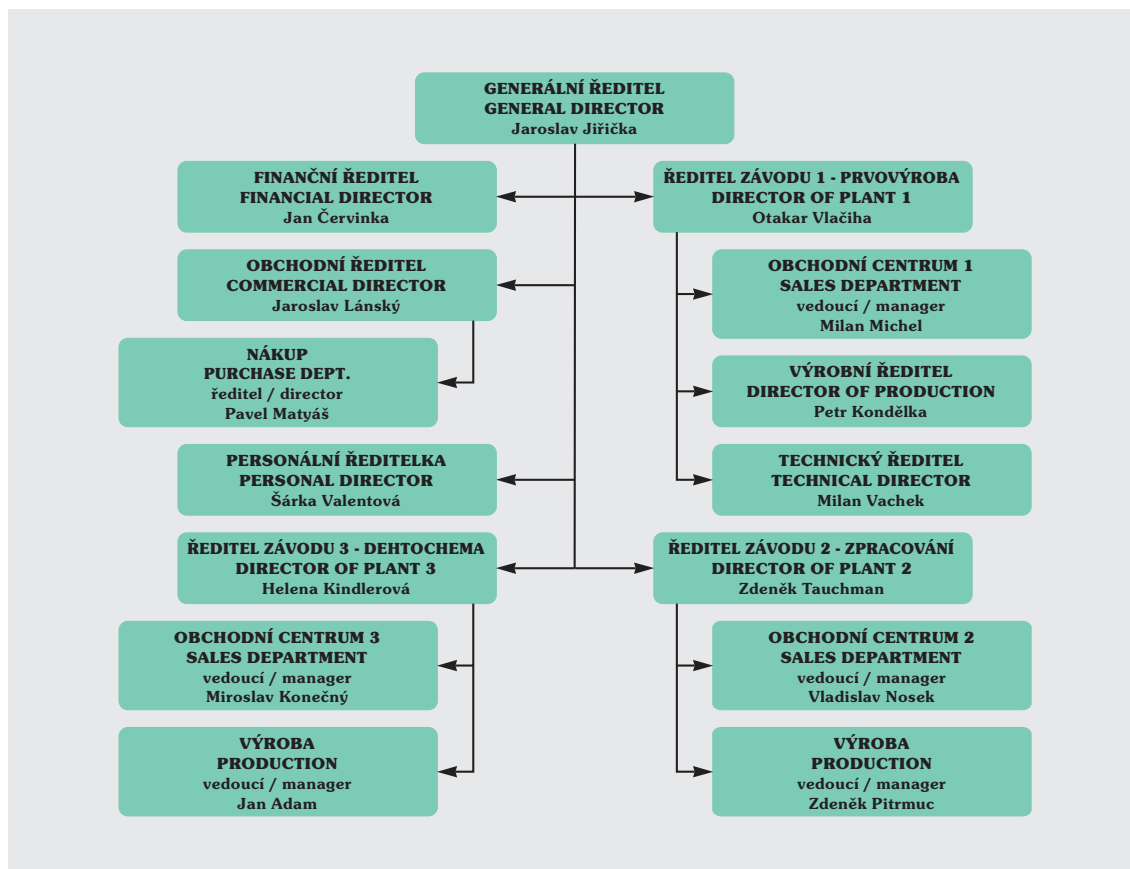 GENERÁLNÍ ŘEDITEL
GENERAL DIRECTOR
Jaroslav Jiřička
FINANČNÍ ŘEDITEL
FINANCIAL DIRECTOR
Jan Červinka
ŘEDITEL ZÁVODU 1 - PRVOVÝROBA
DIRECTOR OF PLANT 1
Otakar Vlačiha
OBCHODNÍ ŘEDITEL
COMMERCIAL DIRECTOR
Jaroslav Lánský
OBCHODNÍ CENTRUM 1
SALES DEPARTMENT
vedoucí / manager
Milan Michel
NÁKUP
PURCHASE DEPT.
ředitel / director
Pavel Matyáš
VÝROBNÍ ŘEDITEL
DIRECTOR OF PRODUCTION
Petr Kondělka
PERSONÁLNÍ ŘEDITELKA
PERSONAL DIRECTOR
Šárka Valentová
TECHNICKÝ ŘEDITEL
TECHNICAL DIRECTOR
Milan Vachek
ŘEDITEL ZÁVODU 3 - DEHTOCHEMA
DIRECTOR OF PLANT 3
Helena Kindlerová
ŘEDITEL ZÁVODU 2 - ZPRACOVÁNÍ
DIRECTOR OF PLANT 2
Zdeněk Tauchman
OBCHODNÍ CENTRUM 3
SALES DEPARTMENT
vedoucí / manager
Miroslav Konečný
OBCHODNÍ CENTRUM 2
SALES DEPARTMENT
vedoucí / manager
Vladislav Nosek
VÝROBA
PRODUCTION
vedoucí / manager
Jan Adam
VÝROBA
PRODUCTION
vedoucí / manager
Zdeněk Pitrmuc